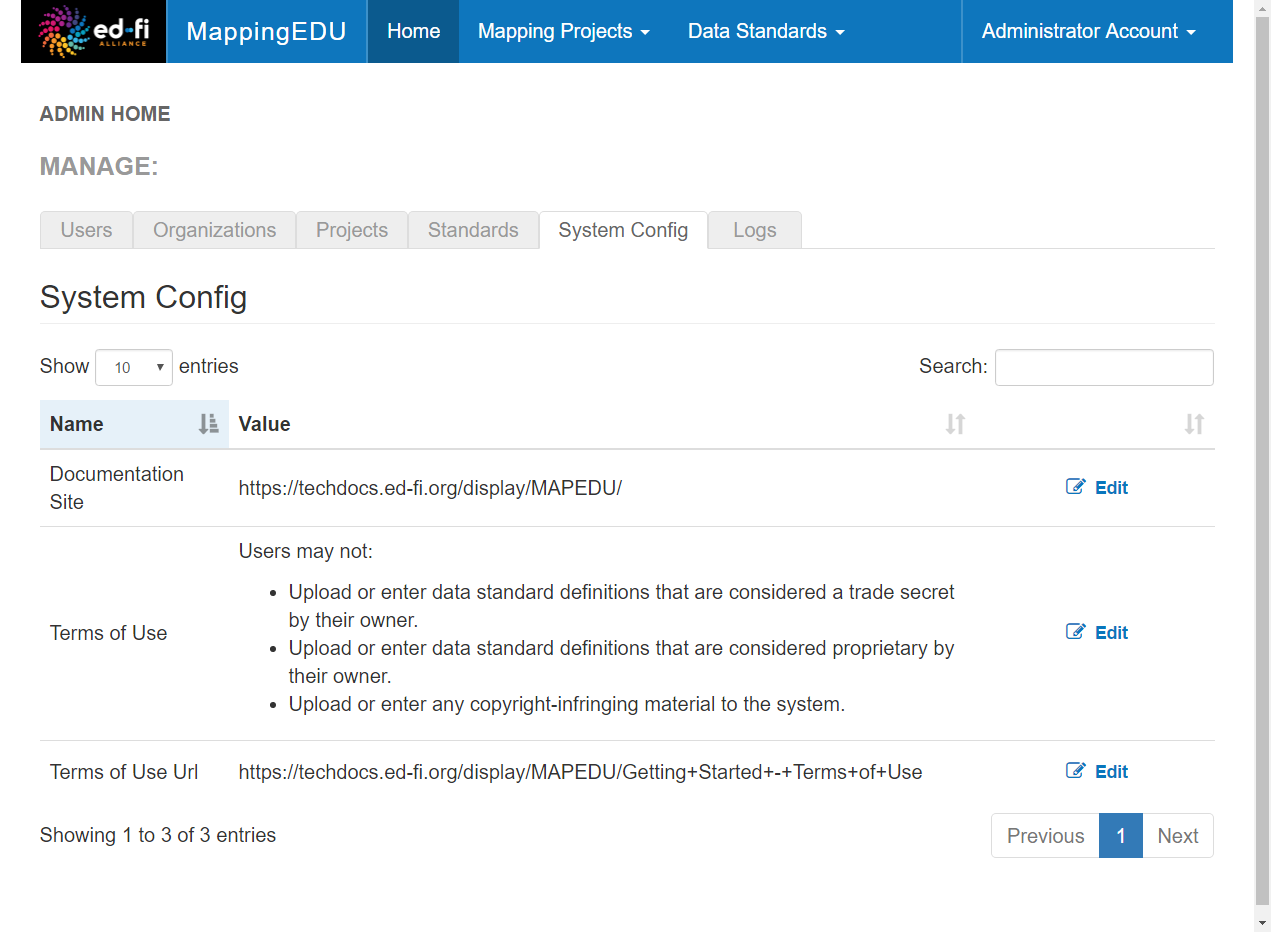 ed-fi
ALLIANCE
MappingEDU
Home
Mapping Projects
Data Standards
Administrator Account
ADMIN HOME
MANAGE:
Users
Organizations
Projects
Standards
System Config
Logs
System Config
Show 10 entries
Search:
Name
Value
Documentation
Site
https://techdocs.ed-fi.org/display/MAPEDU/
Edit
Terms of Use
Users may not:
• Upload or enter data standard definitions that are considered a trade secret
by their owner.
• Upload or enter data standard definitions that are considered proprietary by
their owner.
• Upload or enter any copyright-infringing material to the system.
Edit
Terms of Use Url
https://techdocs.ed-fi.org/display/MAPEDU/Getting+Started+-+Terms+of+Use
Edit
Showing 1 to 3 of 3 entries
Previous
1
Next